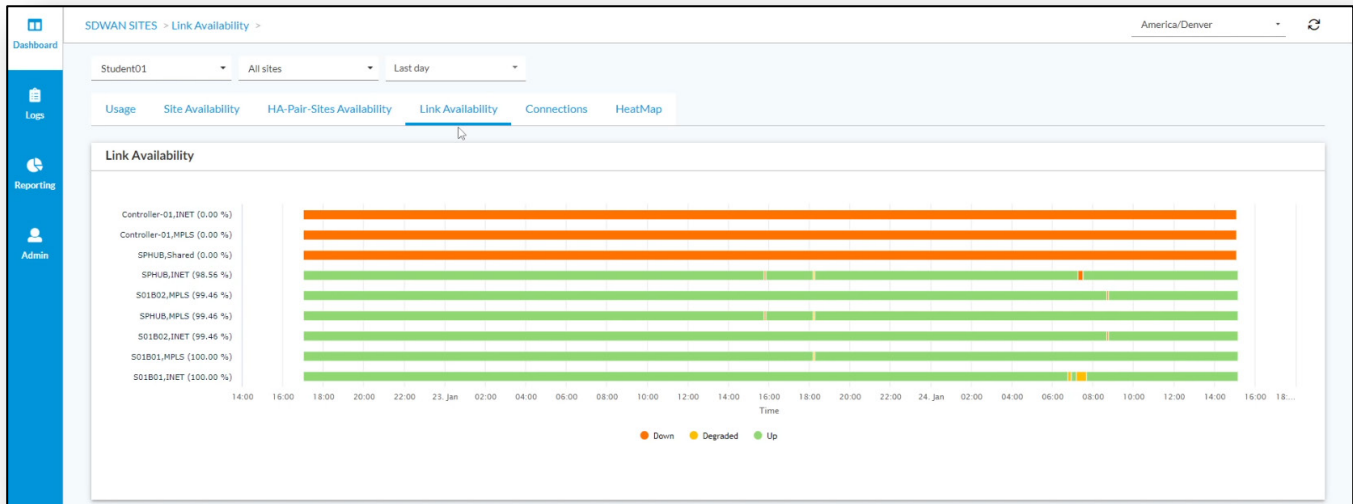 Dashboard
SDWAN SITES > Link Availability >
America/Denver
Student01
All sites
Last day
Logs
Usage
Site Availability
HA-Pair-Sites Availability
Link Availability
Connections
HeatMap
Link Availability
Reporting
Admin
Controller-01,INET (0.00 %)
Controller-01,MPLS (0.00 %)
SPHUB,Shared (0.00 %)
SPHUB,INET (98.56 %)
S01B02,MPLS (99.46 %)
SPHUB,MPLS (99.46 %)
S01B02,INET (99.46 %)
S01B01,MPLS (100.00 %)
S01B01,INET (100.00 %)
14:00 16:00 18:00 20:00 22:00 23. Jan 02:00 04:00 06:00 08:00 10:00 12:00 14:00 16:00 18:00 20:00 22:00 24. Jan 02:00 04:00 06:00 08:00 10:00 12:00 14:00 16:00 18:...
Time
Down Degraded Up